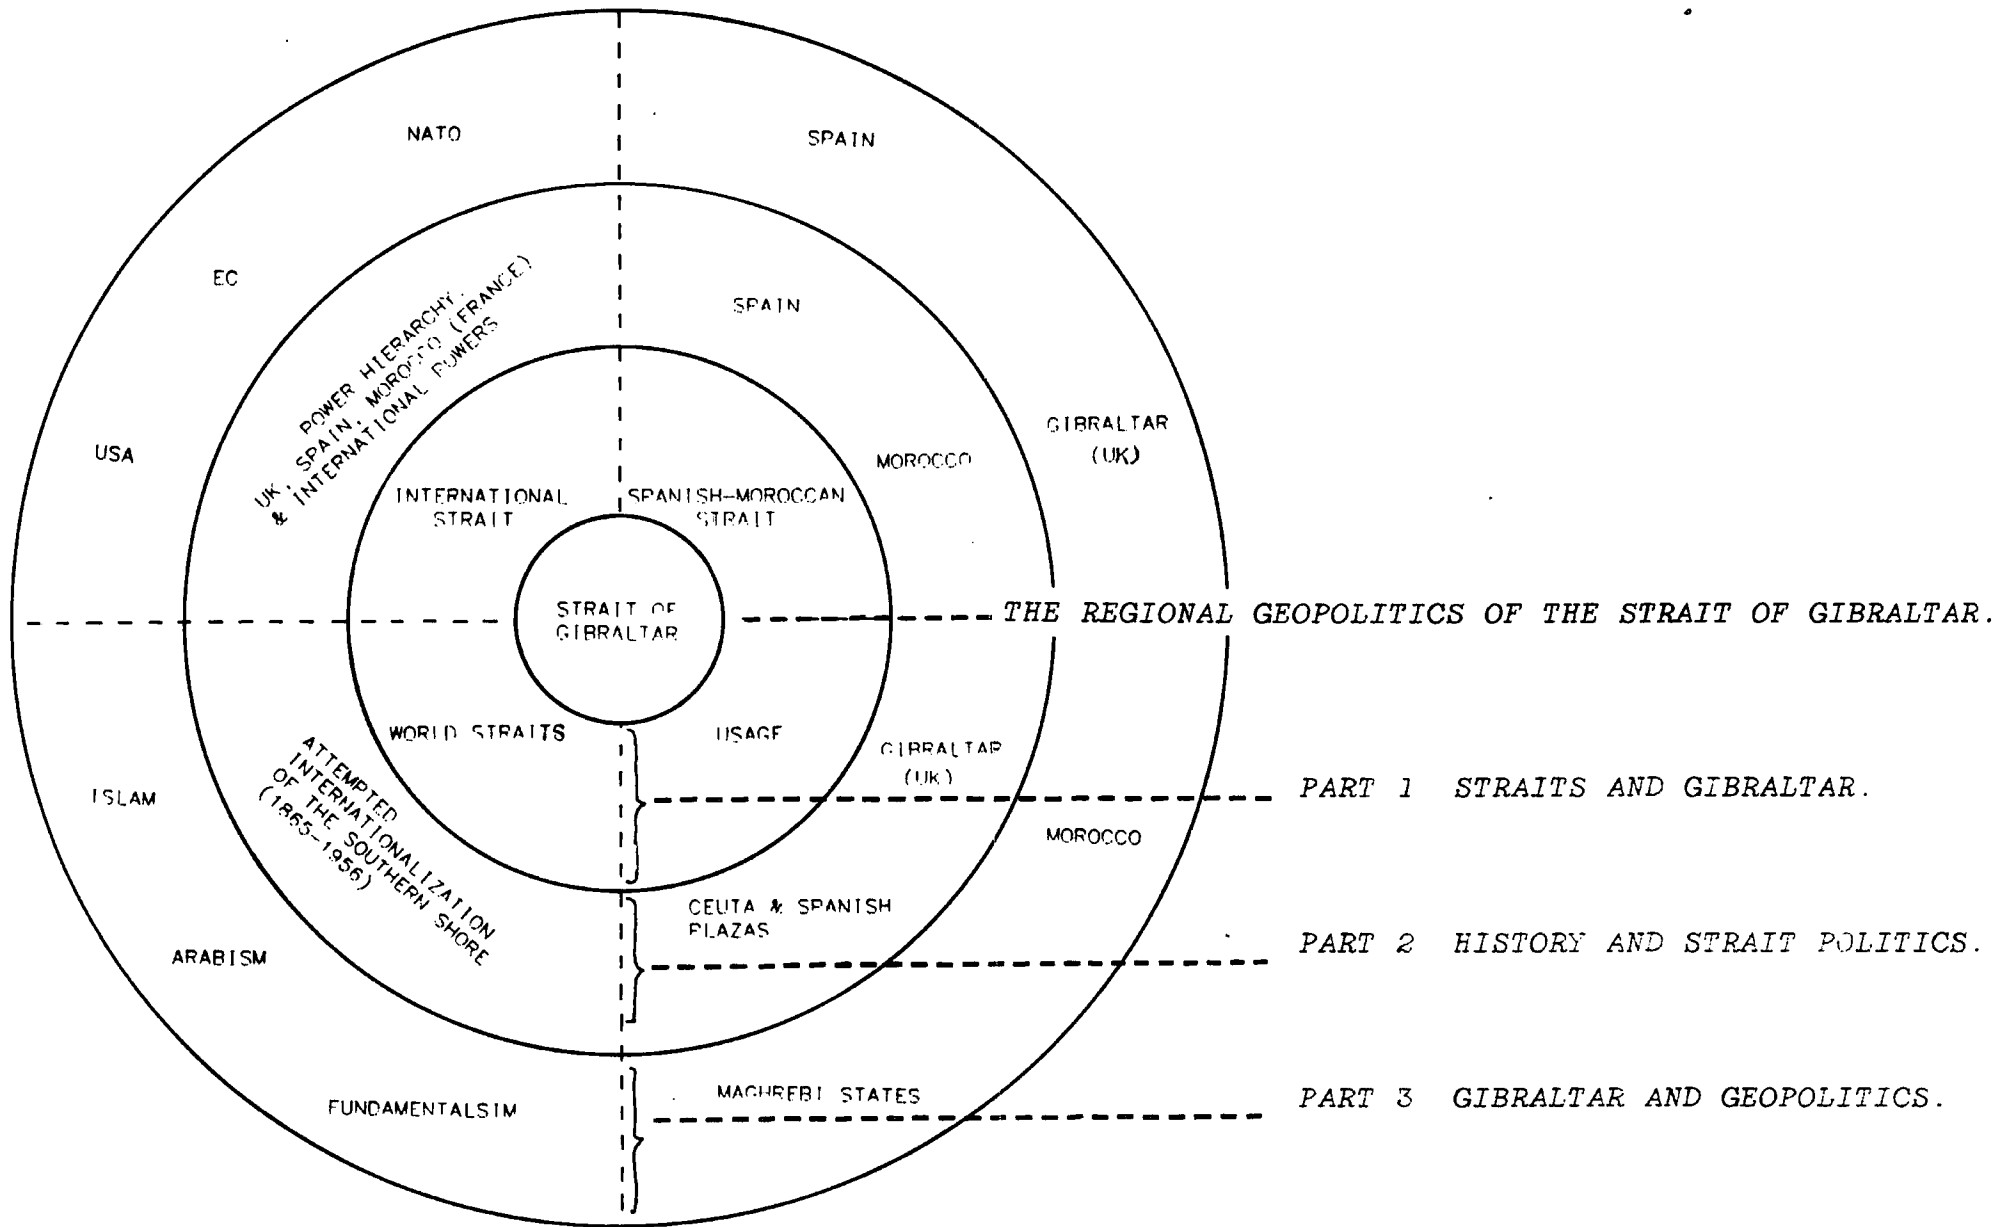 NATO
SPAIN
EC
SPAIN
POWER HIERARCHY.
UK, SPAIN, MOROCCO (FRANCE)
& INTERNATIONAL POWERS
USA
GIBRALTAR
(UK)
MOROCCO
INTERNATIONAL
STRAIT
SPANISH-MOROCCAN
STRAIT
STRAIT OF
GIBRALTAR
THE REGIONAL GEOPOLITICS OF THE STRAIT OF GIBRALTAR.
WORLD STRAITS
USAGE
GIBRALTAR
(UK)
PART 1 STRAITS AND GIBRALTAR.
ISLAM
ATTEMPTED
INTERNATIONALIZATION
OF THE SOUTHERN SHORE
(1865-1956)
MOROCCO
CEUTA & SPANISH
PLAZAS
PART 2 HISTORY AND STRAIT POLITICS.
ARABISM
MAGHREBI STATES
PART 3 GIBRALTAR AND GEOPOLITICS.
FUNDAMENTALSIM